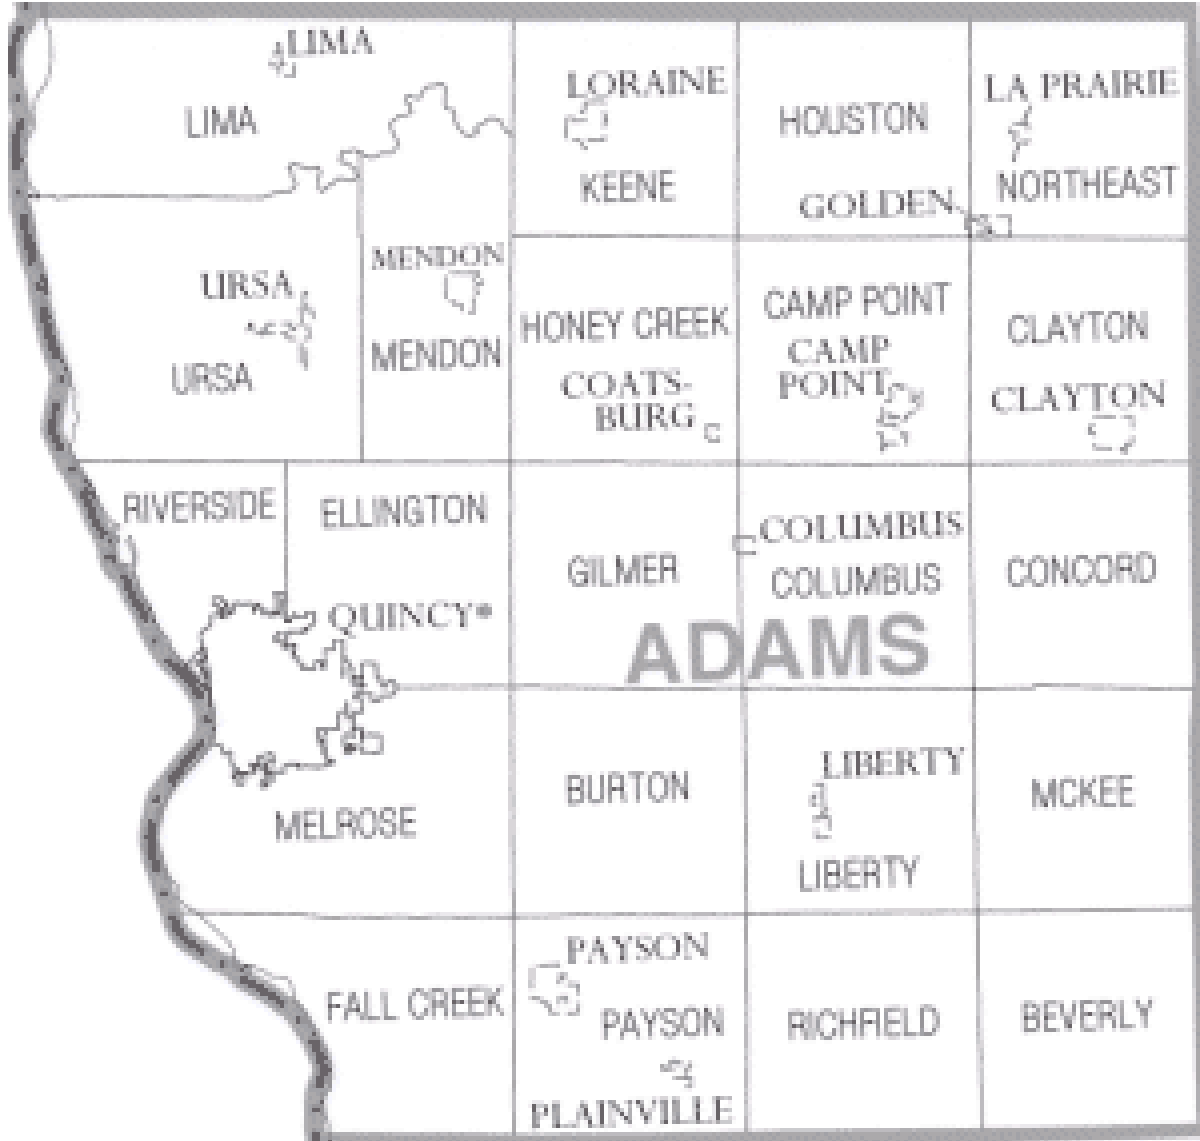 LIMA
LIMA
LORAINE
KEENE
HOUSTON
GOLDEN
LA PRAIRIE
NORTHEAST
URSA
URSA
MENDON
MENDON
HONEY CREEK
COATS-
BURG
CAMP POINT
CAMP
POINT
CLAYTON
CLAYTON
RIVERSIDE
ELLINGTON
QUINCY*
GILMER
COLUMBUS
COLUMBUS
CONCORD
ADAMS
MELROSE
BURTON
LIBERTY
LIBERTY
MCKEE
FALL CREEK
PAYSON
PAYSON
PLAINVILLE
RICHFIELD
BEVERLY